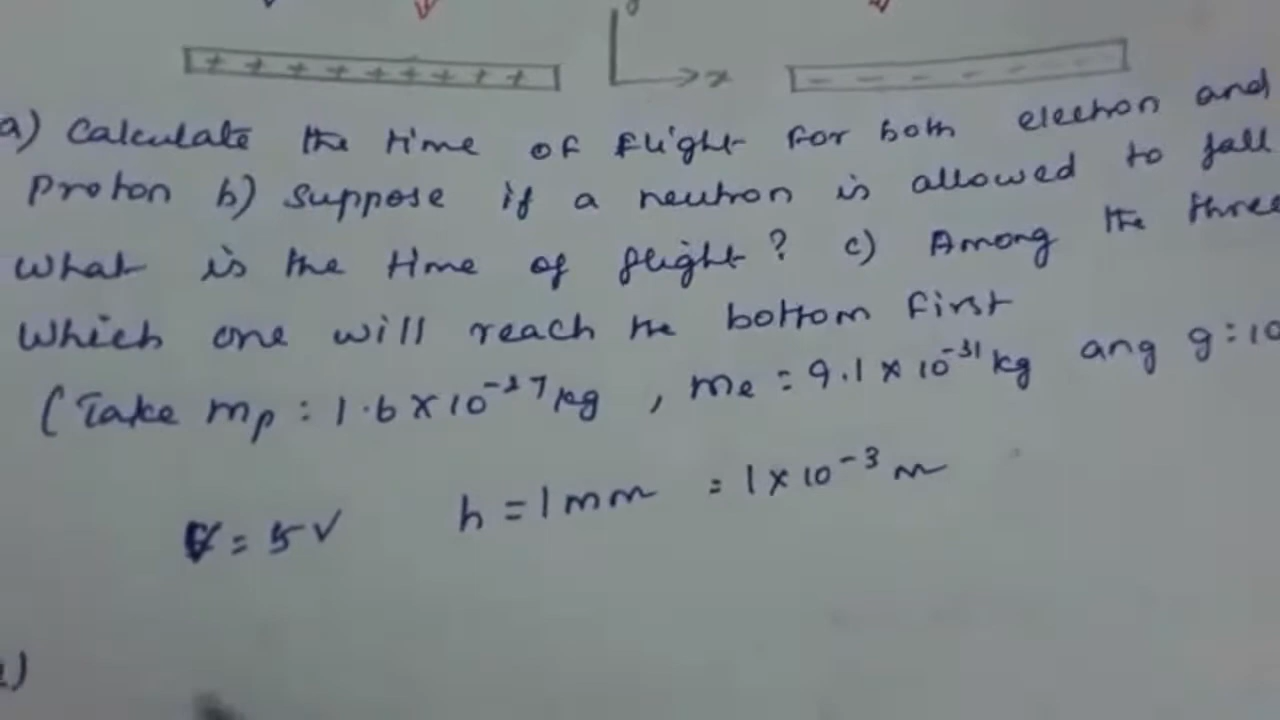 + + + + + + + + +
x
- - - - - -
a) Calculate the time of flight for both electron and
Proton b) Suppose if a neutron is allowed to fall
What is the time of flight? c) Among the three
Which one will reach the bottom first
(Take mp = 1.6 × 10⁻²⁷ kg , me = 9.1 × 10⁻³¹ kg ang g = 10
V = 5V h = 1mm = 1 × 10⁻³ m